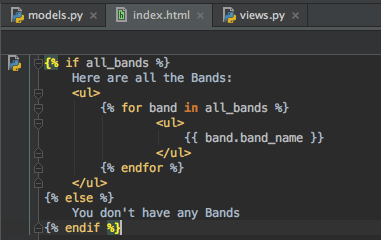 models.py × index.html × views.py ×
{% if all_bands %}
    Here are all the Bands:
    <ul>
        {% for band in all_bands %}
                <ul>
                    {{ band.band_name }}
                </ul>
        {% endfor %}
    </ul>
{% else %}
    You don't have any Bands
{% endif %}